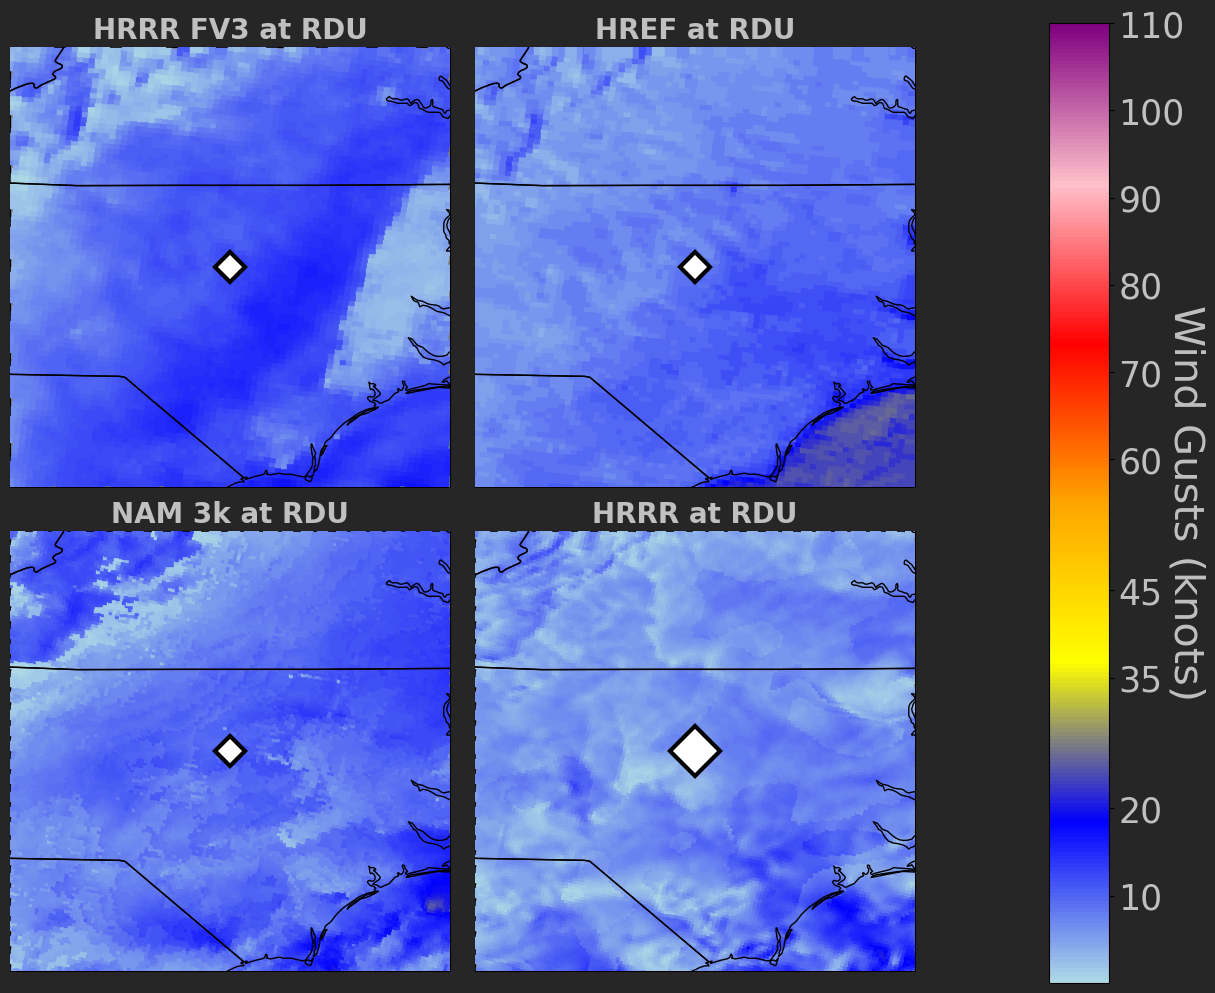 HRRR FV3 at RDU
HREF at RDU
NAM 3k at RDU
HRRR at RDU
110
100
90
80
70
60
45
35
20
10
Wind Gusts (knots)